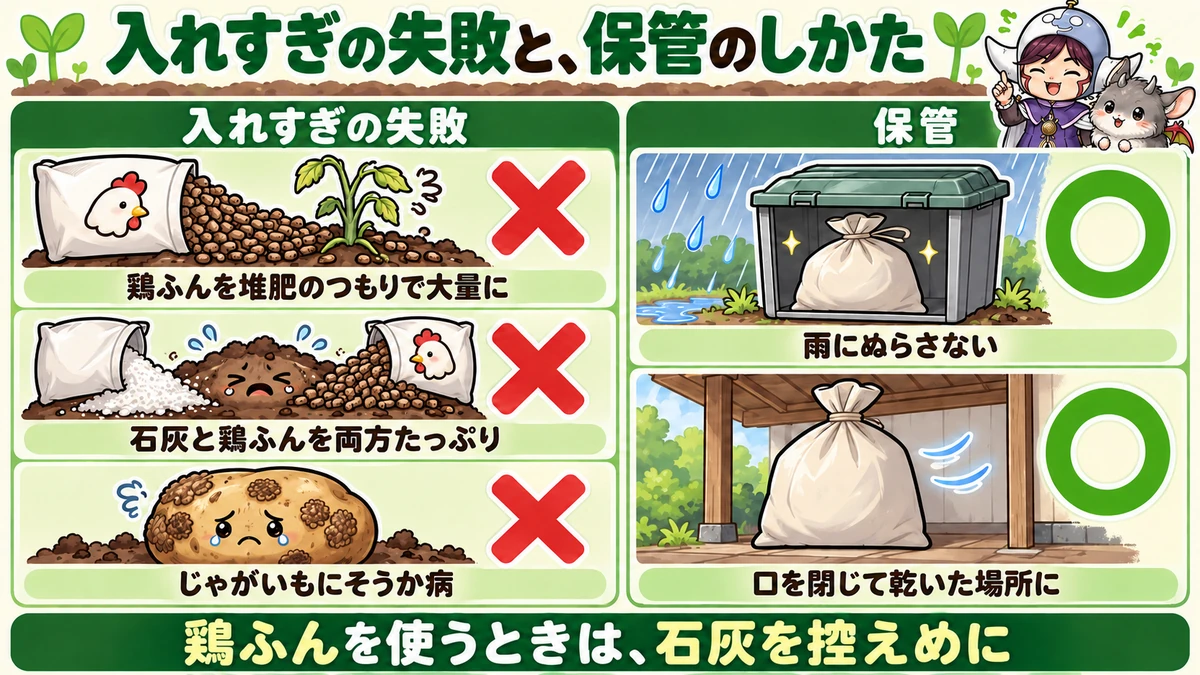 入れすぎの失敗と、保管のしかた
入れすぎの失敗
鶏ふんを堆肥のつもりで大量に
石灰と鶏ふんを両方たっぷり
じゃがいもにそうか病
保管
雨にぬらさない
口を閉じて乾いた場所に
鶏ふんを使うときは、石灰を控えめに